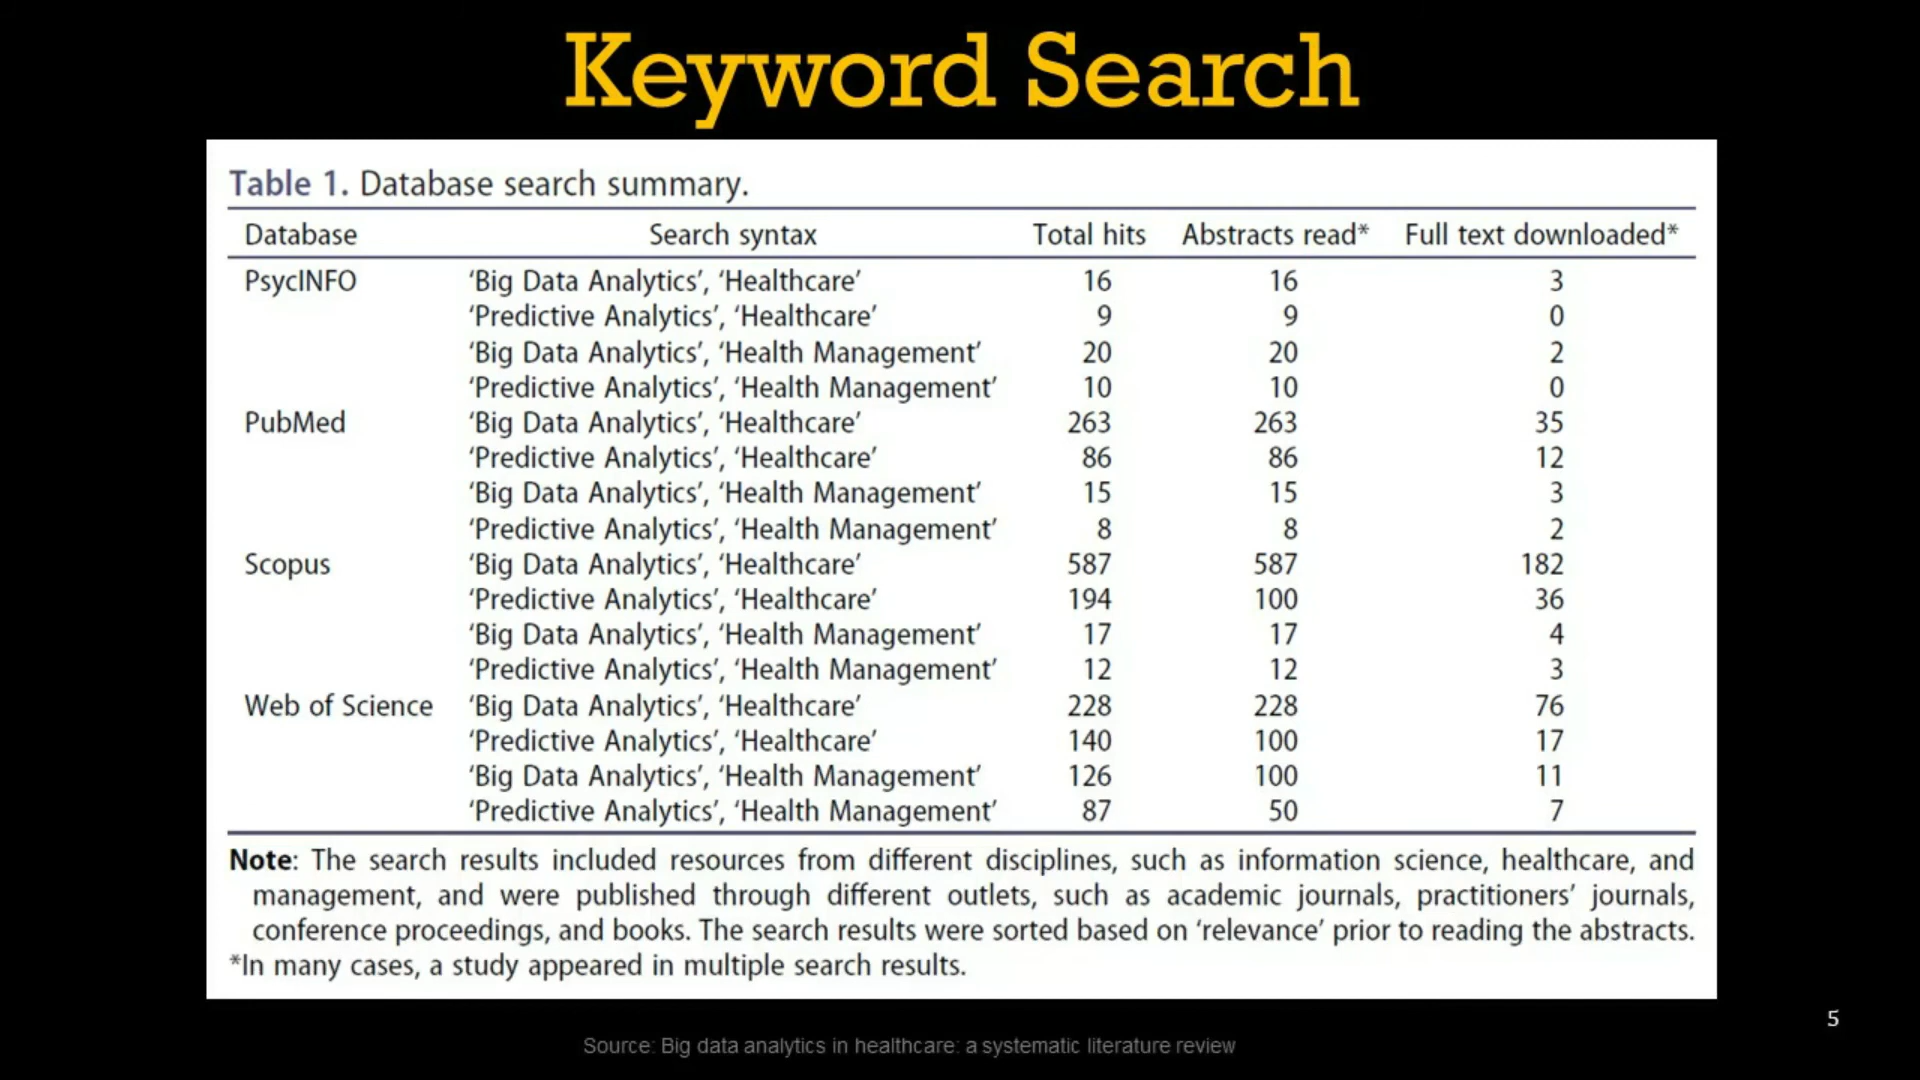 Keyword Search
Table 1. Database search summary.
Database Search syntax Total hits Abstracts read* Full text downloaded*
PsycINFO ‘Big Data Analytics’, ‘Healthcare’ 16 16 3
‘Predictive Analytics’, ‘Healthcare’ 9 9 0
‘Big Data Analytics’, ‘Health Management’ 20 20 2
‘Predictive Analytics’, ‘Health Management’ 10 10 0
PubMed ‘Big Data Analytics’, ‘Healthcare’ 263 263 35
‘Predictive Analytics’, ‘Healthcare’ 86 86 12
‘Big Data Analytics’, ‘Health Management’ 15 15 3
‘Predictive Analytics’, ‘Health Management’ 8 8 2
Scopus ‘Big Data Analytics’, ‘Healthcare’ 587 587 182
‘Predictive Analytics’, ‘Healthcare’ 194 100 36
‘Big Data Analytics’, ‘Health Management’ 17 17 4
‘Predictive Analytics’, ‘Health Management’ 12 12 3
Web of Science ‘Big Data Analytics’, ‘Healthcare’ 228 228 76
‘Predictive Analytics’, ‘Healthcare’ 140 100 17
‘Big Data Analytics’, ‘Health Management’ 126 100 11
‘Predictive Analytics’, ‘Health Management’ 87 50 7
Note: The search results included resources from different disciplines, such as information science, healthcare, and
management, and were published through different outlets, such as academic journals, practitioners’ journals,
conference proceedings, and books. The search results were sorted based on ‘relevance’ prior to reading the abstracts.
*In many cases, a study appeared in multiple search results.
5
Source: Big data analytics in healthcare: a systematic literature review